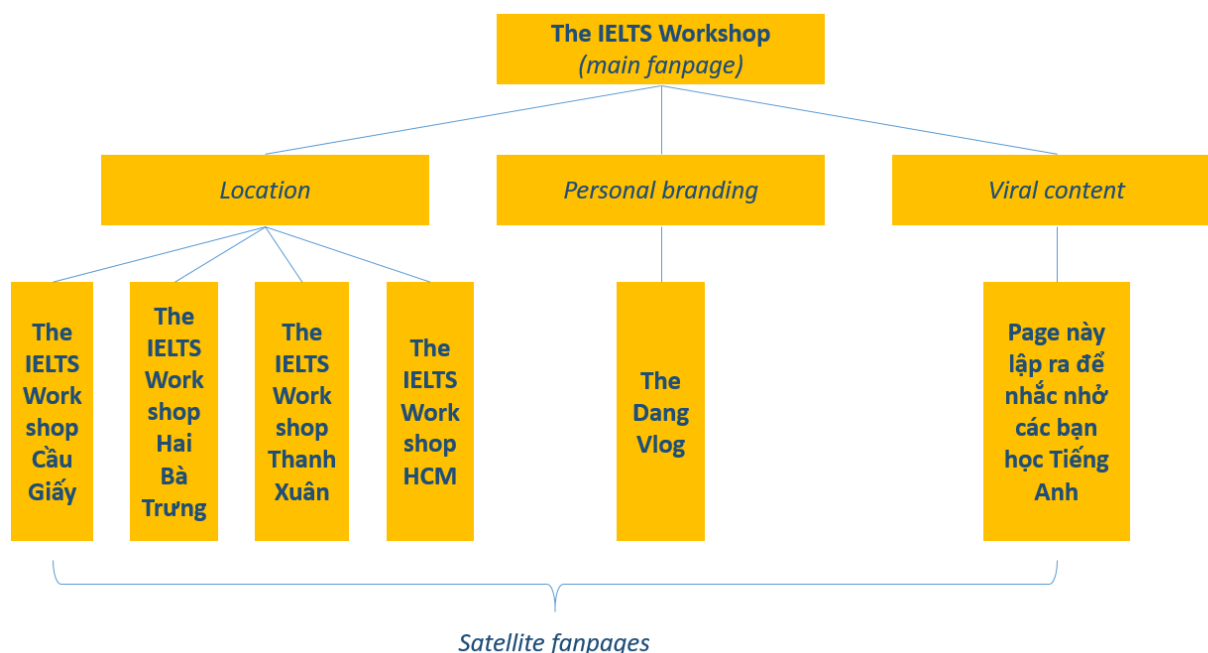 The IELTS Workshop
(main fanpage)
Location
Personal branding
Viral content
The
IELTS
Work
shop
Cầu
Giấy
The
IELTS
Work
shop
Hai
Bà
Trưng
The
IELTS
Work
shop
Thanh
Xuân
The
IELTS
Work
shop
HCM
The
Dang
Vlog
Page này
lập ra để
nhắc nhở
các bạn
học Tiếng
Anh
Satellite fanpages